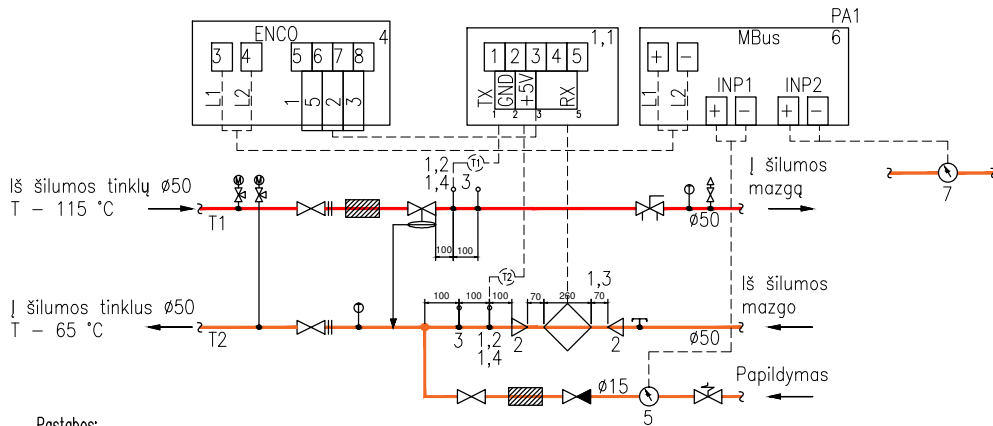 ENCO 4
3 4 5 6 7 8
L1 L2 1 5 2 3
1,1
1 2 3 4 5
TX GND +5V RX
1 2 3 5
PA1
MBus 6
+ − INP1 INP2
L1 L2 + − + −
7
Iš šilumos tinklų ø50
T – 115 °C
T1
M M
1,2 T1
1,4 3
100 100
Į šilumos
mazgą
ø50
Į šilumos tinklus ø50
T – 65 °C
T2
100 100 100 70 260 70
T2
1,3
3 1,2 2 2
1,4
Iš šilumos
mazgo
ø50
ø15
5
Papildymas
Pastabos: